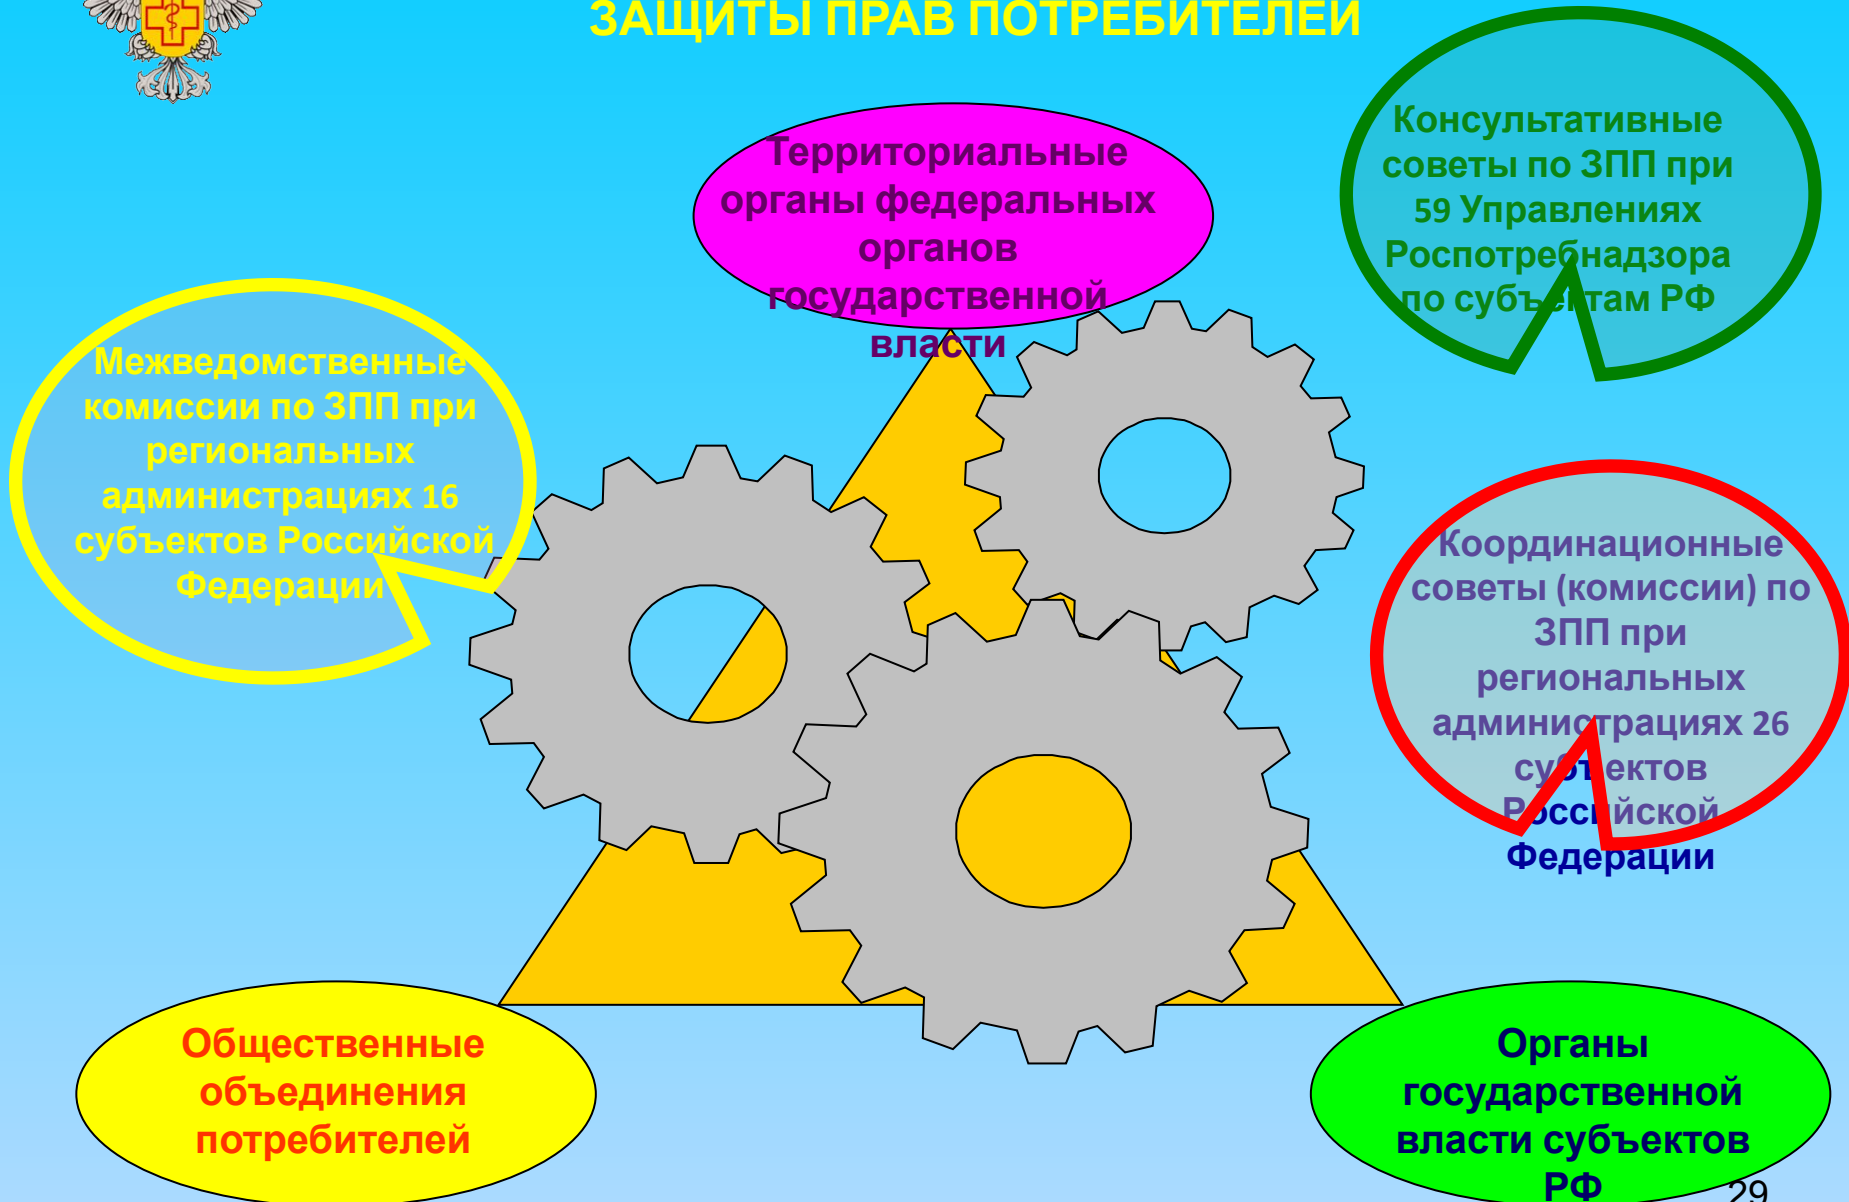 ЗАЩИТЫ ПРАВ ПОТРЕБИТЕЛЕЙ
Территориальные
органы федеральных
органов
государственной
власти
Консультативные
советы по ЗПП при
59 Управлениях
Роспотребнадзора
по субъектам РФ
Межведомственные
комиссии по ЗПП при
региональных
администрациях 16
субъектов Российской
Федерации
Координационные
советы (комиссии) по
ЗПП при
региональных
администрациях 26
субъектов
Российской
Федерации
Общественные
объединения
потребителей
Органы
государственной
власти субъектов
РФ
29